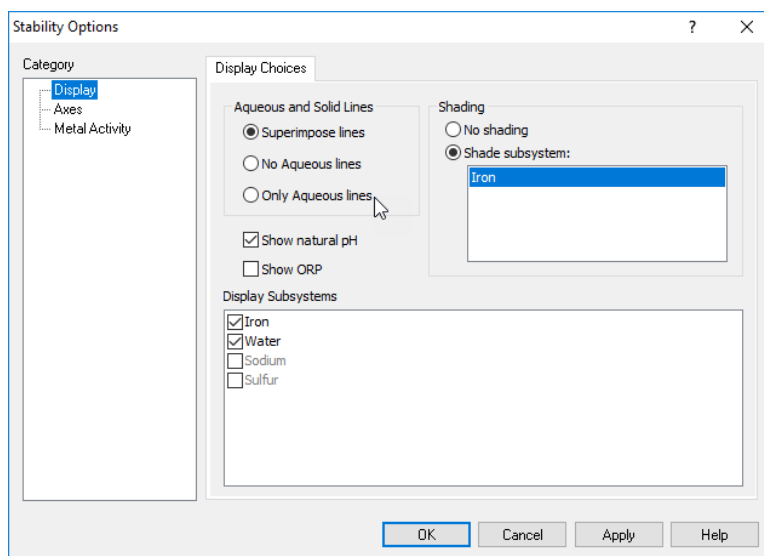 Stability Options
?
Category
Display
Axes
Metal Activity
Display Choices
Aqueous and Solid Lines
Superimpose lines
No Aqueous lines
Only Aqueous lines
Shading
No shading
Shade subsystem:
Iron
Show natural pH
Show ORP
Display Subsystems
Iron
Water
Sodium
Sulfur
OK
Cancel
Apply
Help